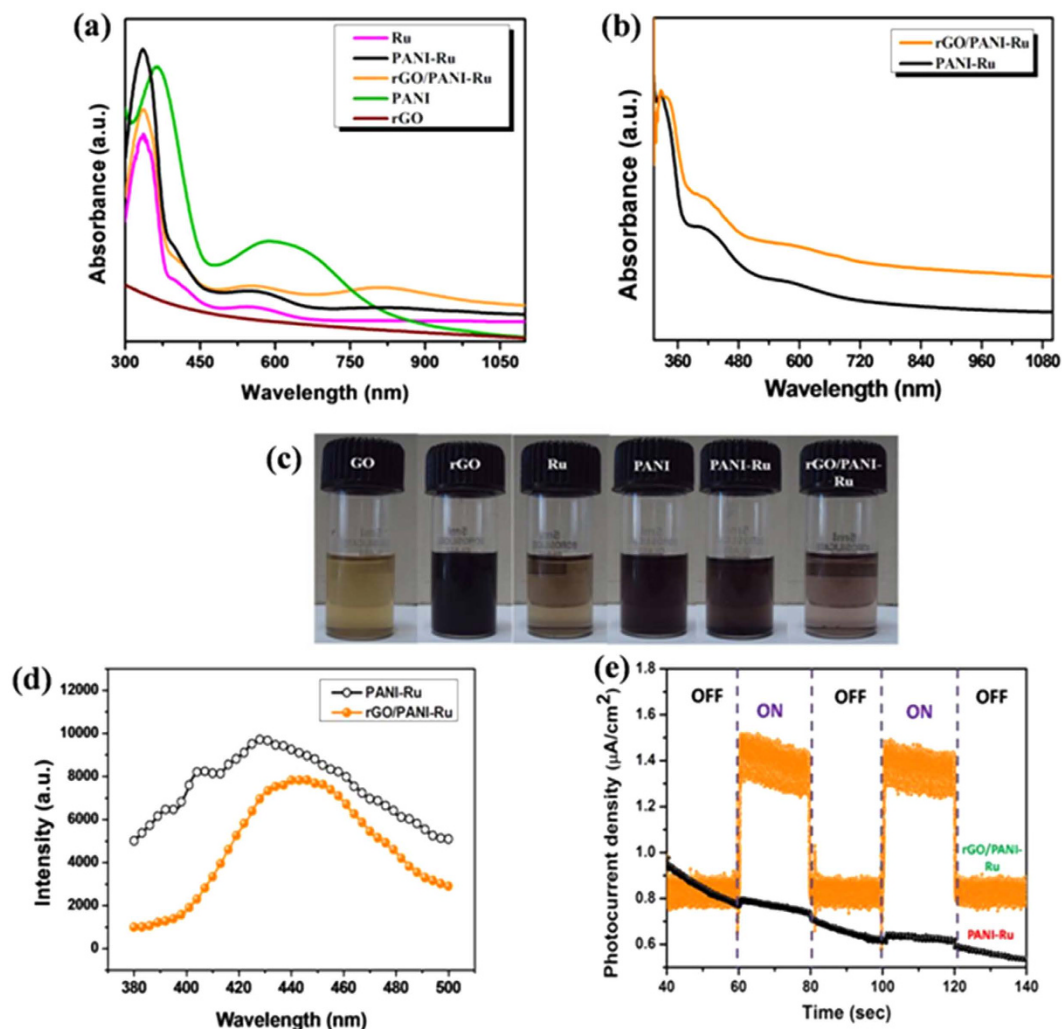 (a)
Ru
PANI-Ru
rGO/PANI-Ru
PANI
rGO
Absorbance (a.u.)
300 450 600 750 900 1050
Wavelength (nm)
(b)
rGO/PANI-Ru
PANI-Ru
Absorbance (a.u.)
360 480 600 720 840 960 1080
Wavelength (nm)
(c)
GO
rGO
Ru
PANI
PANI-Ru
rGO/PANI-
Ru
(d)
PANI-Ru
rGO/PANI-Ru
Intensity (a.u.)
12000
10000
8000
6000
4000
2000
0
380 400 420 440 460 480 500
Wavelength (nm)
(e)
Photocurrent density (µA/cm²)
1.8
1.6
1.4
1.2
1.0
0.8
0.6
OFF
ON
OFF
ON
OFF
rGO/PANI-
Ru
PANI-Ru
40 60 80 100 120 140
Time (sec)